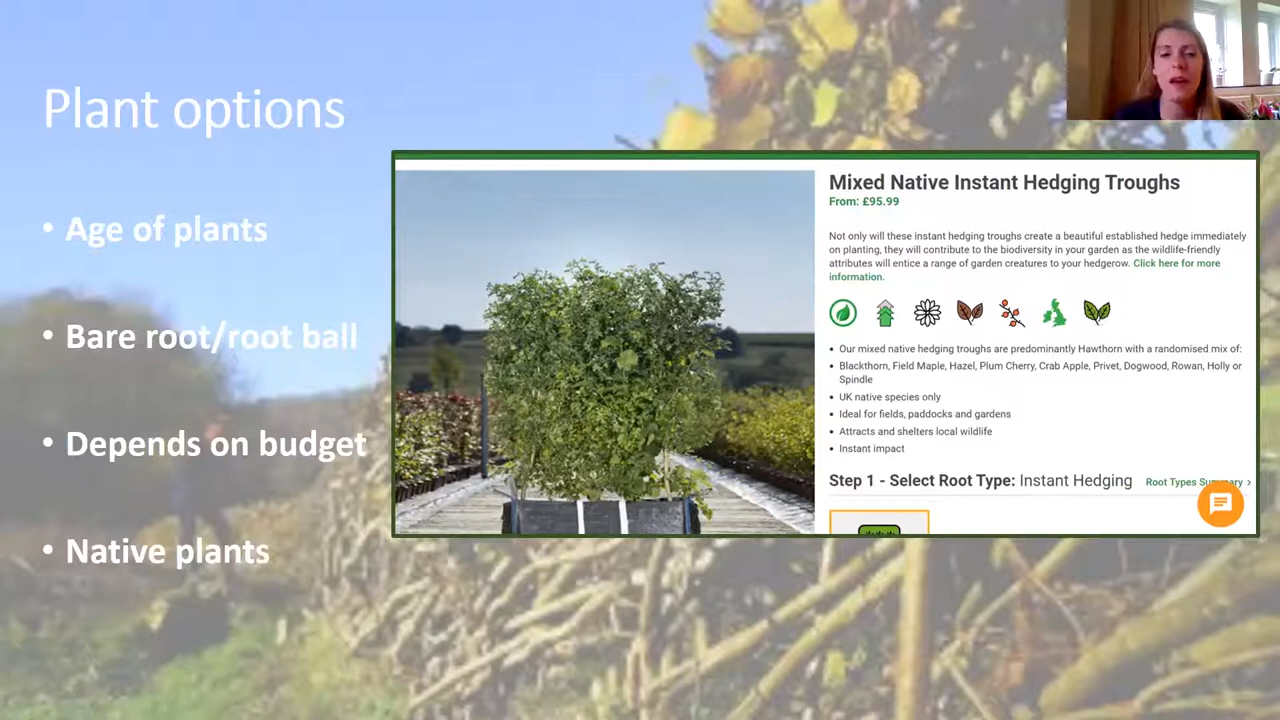 Plant options
• Age of plants
• Bare root/root ball
• Depends on budget
• Native plants
Mixed Native Instant Hedging Troughs
From: £95.99
Not only will these instant hedging troughs create a beautiful established hedge immediately
on planting, they will contribute to the biodiversity in your garden as the wildlife-friendly
attributes will entice a range of garden creatures to your hedgerow. Click here for more
information.
• Our mixed native hedging troughs are predominantly Hawthorn with a randomised mix of:
• Blackthorn, Field Maple, Hazel, Plum Cherry, Crab Apple, Privet, Dogwood, Rowan, Holly or
Spindle
• UK native species only
• Ideal for fields, paddocks and gardens
• Attracts and shelters local wildlife
• Instant impact
Step 1 - Select Root Type: Instant Hedging
Root Types Summary ›